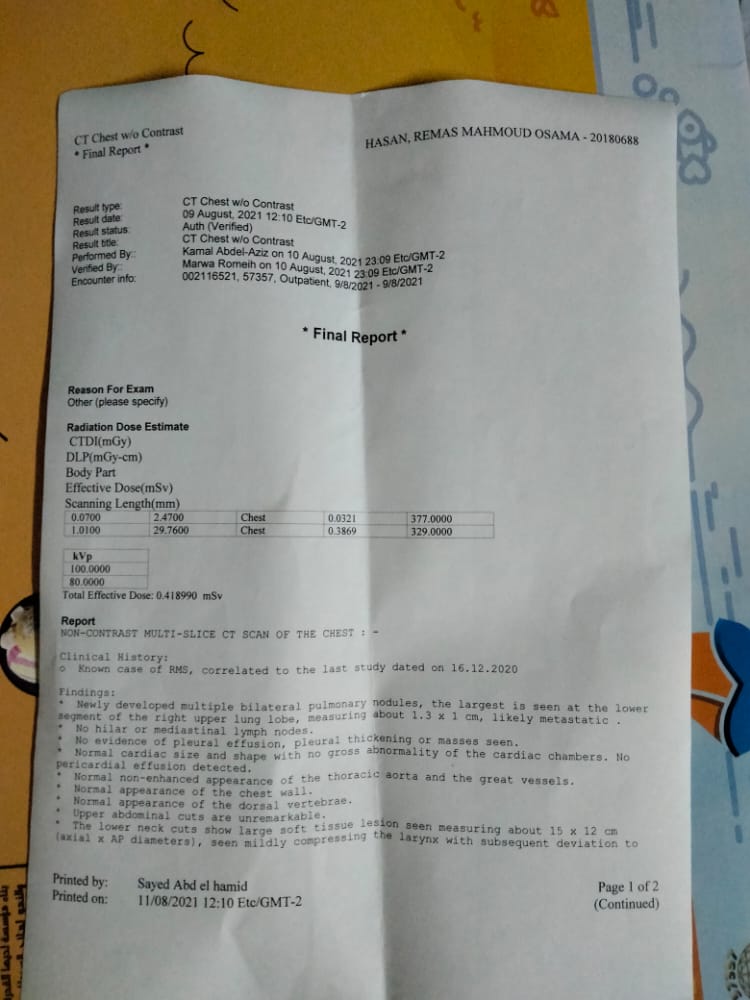 CT Chest w/o Contrast
* Final Report *
HASAN, REMAS MAHMOUD OSAMA - 20180688
Result type: CT Chest w/o Contrast
Result date: 09 August, 2021 12:10 Etc/GMT-2
Result status: Auth (Verified)
Result title: CT Chest w/o Contrast
Performed By:: Kamal Abdel-Aziz on 10 August, 2021 23:09 Etc/GMT-2
Verified By:: Marwa Romeih on 10 August, 2021 23:09 Etc/GMT-2
Encounter info: 002116521, 57357, Outpatient, 9/8/2021 - 9/8/2021
* Final Report *
Reason For Exam
Other (please specify)
Radiation Dose Estimate
CTDI(mGy)
DLP(mGy-cm)
Body Part
Effective Dose(mSv)
Scanning Length(mm)
0.0700 2.4700 Chest 0.0321 377.0000
1.0100 29.7600 Chest 0.3869 329.0000
kVp
100.0000
80.0000
Total Effective Dose: 0.418990 mSv
Report
NON-CONTRAST MULTI-SLICE CT SCAN OF THE CHEST : -
Clinical History:
o Known case of RMS, correlated to the last study dated on 16.12.2020
Findings:
* Newly developed multiple bilateral pulmonary nodules, the largest is seen at the lower
segment of the right upper lung lobe, measuring about 1.3 x 1 cm, likely metastatic .
* No hilar or mediastinal lymph nodes.
* No evidence of pleural effusion, pleural thickening or masses seen.
* Normal cardiac size and shape with no gross abnormality of the cardiac chambers. No
pericardial effusion detected.
* Normal non-enhanced appearance of the thoracic aorta and the great vessels.
* Normal appearance of the chest wall.
* Normal appearance of the dorsal vertebrae.
* Upper abdominal cuts are unremarkable.
* The lower neck cuts show large soft tissue lesion seen measuring about 15 x 12 cm
(axial x AP diameters), seen mildly compressing the larynx with subsequent deviation to
Printed by: Sayed Abd el hamid
Printed on: 11/08/2021 12:10 Etc/GMT-2
Page 1 of 2
(Continued)